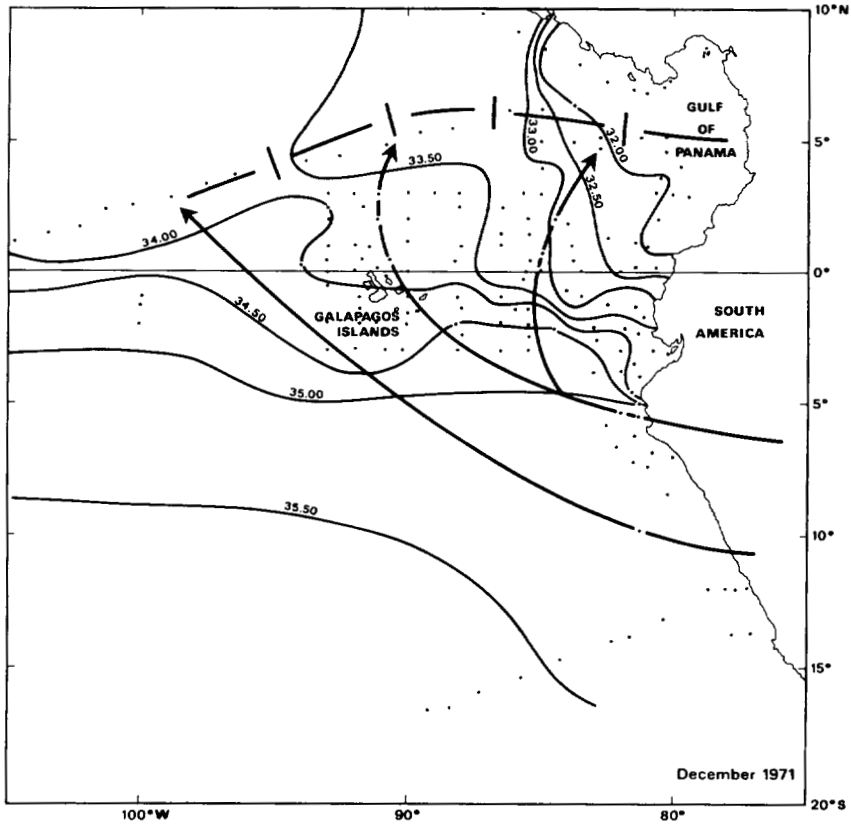 10°N
GULF
OF
PANAMA
5°
33.00
32.00
33.50
32.50
34.00
0°
GALAPAGOS
ISLANDS
34.50
SOUTH
AMERICA
35.00
5°
35.50
10°
15°
December 1971
20°S
100°W
90°
80°